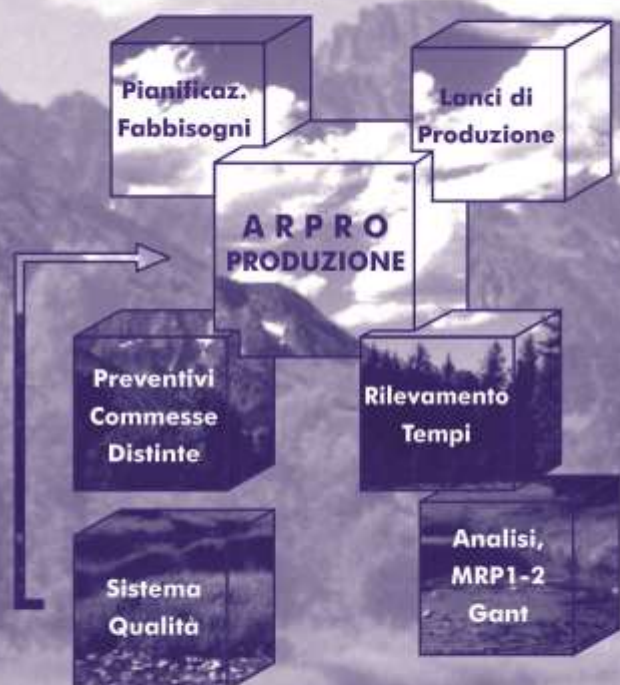 Pianificaz.
Fabbisogni
Lanci di
Produzione
ARPRO
PRODUZIONE
Preventivi
Commesse
Distinte
Rilevamento
Tempi
Sistema
Qualità
Analisi,
MRP1-2
Gant